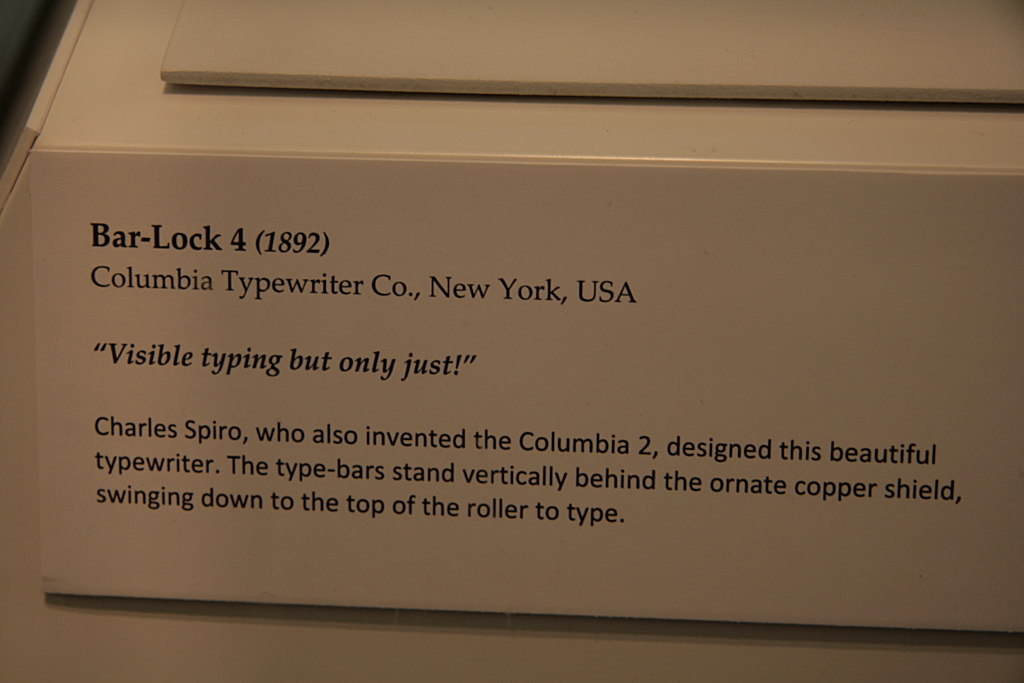 Bar-Lock 4 (1892)
Columbia Typewriter Co., New York, USA
“Visible typing but only just!”
Charles Spiro, who also invented the Columbia 2, designed this beautiful
typewriter. The type-bars stand vertically behind the ornate copper shield,
swinging down to the top of the roller to type.